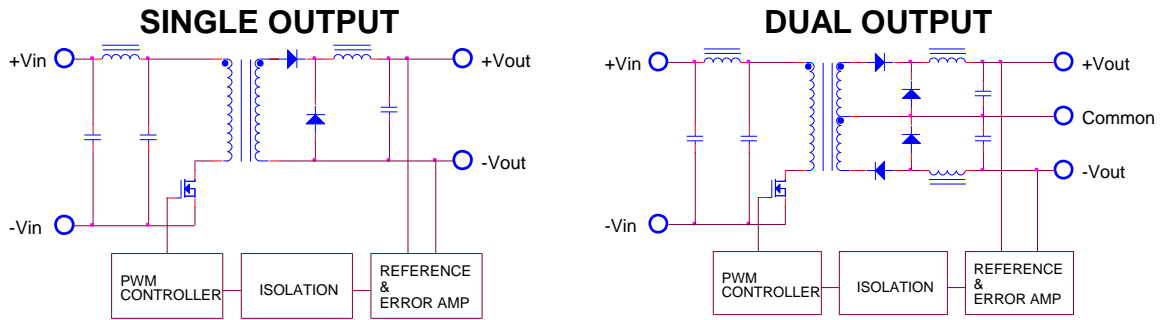 SINGLE OUTPUT
+Vin
+Vout
-Vout
-Vin
PWM
CONTROLLER
ISOLATION
REFERENCE
&
ERROR AMP
DUAL OUTPUT
+Vin
+Vout
Common
-Vout
-Vin
PWM
CONTROLLER
ISOLATION
REFERENCE
&
ERROR AMP